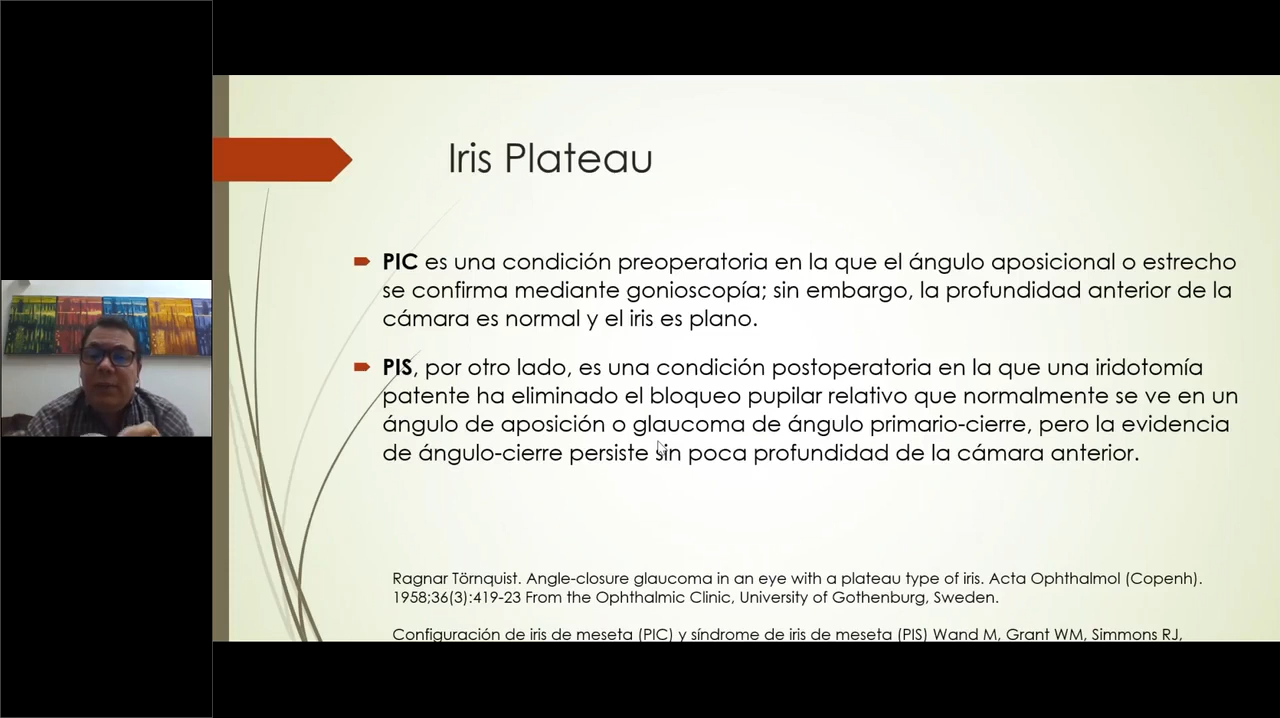 Iris Plateau
PIC es una condición preoperatoria en la que el ángulo aposicional o estrecho
se confirma mediante gonioscopía; sin embargo, la profundidad anterior de la
cámara es normal y el iris es plano.
PIS, por otro lado, es una condición postoperatoria en la que una iridotomía
patente ha eliminado el bloqueo pupilar relativo que normalmente se ve en un
ángulo de aposición o glaucoma de ángulo primario-cierre, pero la evidencia
de ángulo-cierre persiste sin poca profundidad de la cámara anterior.
Ragnar Törnquist. Angle-closure glaucoma in an eye with a plateau type of iris. Acta Ophthalmol (Copenh).
1958;36(3):419-23 From the Ophthalmic Clinic, University of Gothenburg, Sweden.
Configuración de iris de meseta (PIC) y síndrome de iris de meseta (PIS) Wand M, Grant WM, Simmons RJ,